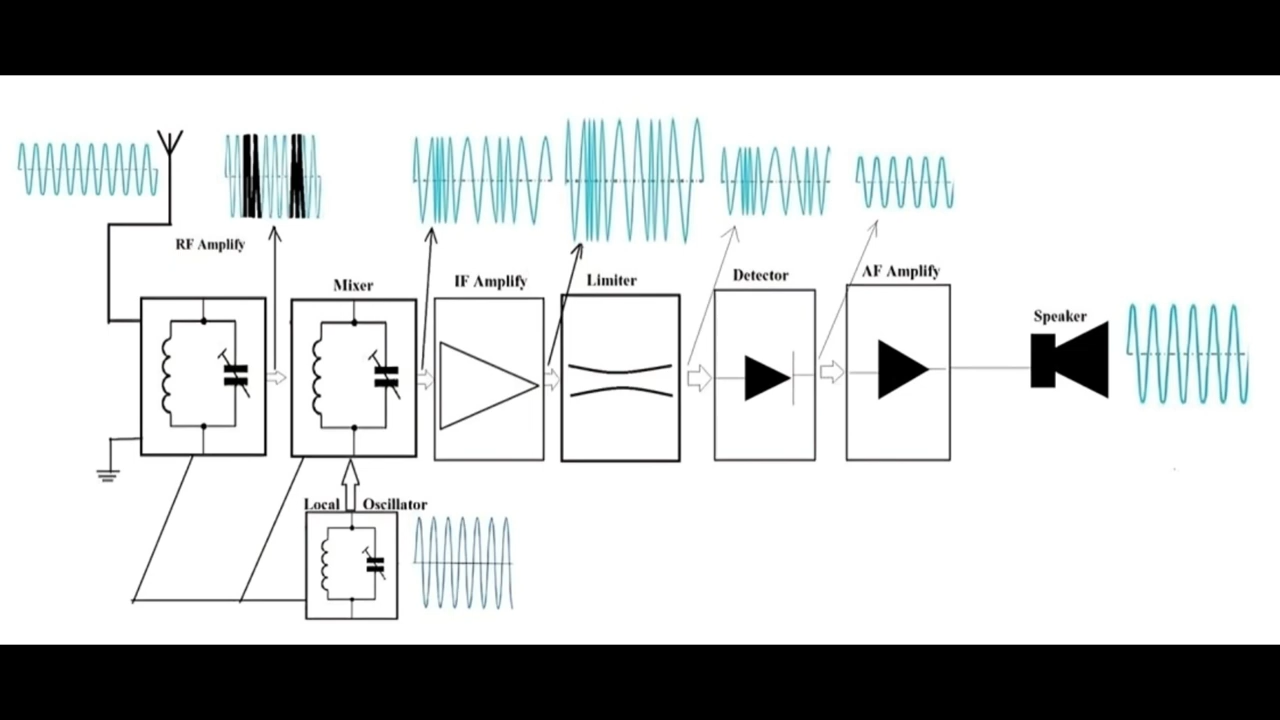 RF Amplify
Mixer
IF Amplify
Limiter
Detector
AF Amplify
Speaker
Local Oscillator